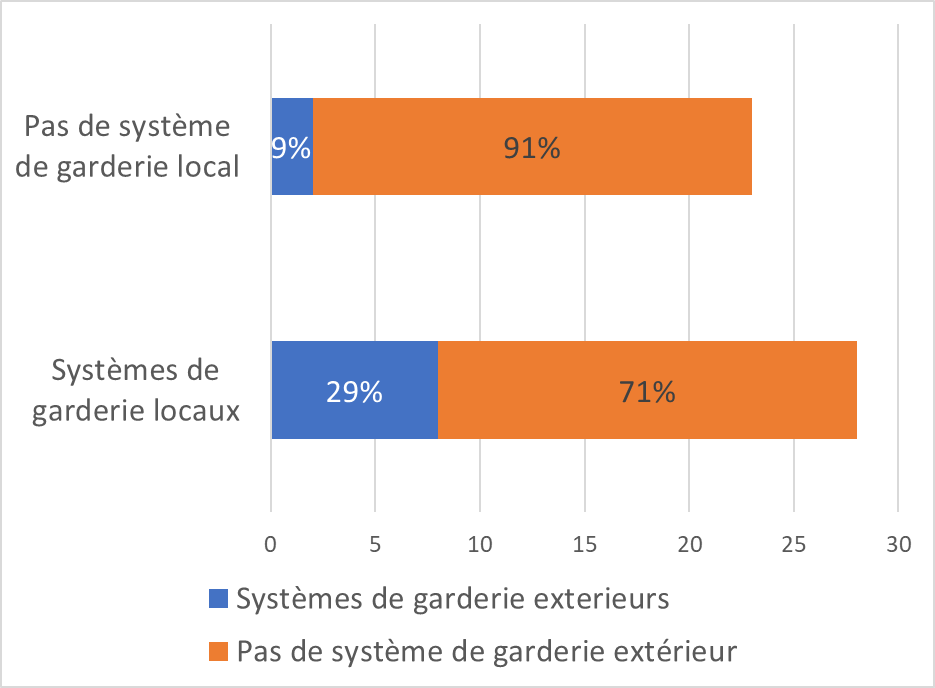 Pas de système
de garderie local
9%
91%
Systèmes de
garderie locaux
29%
71%
0 5 10 15 20 25 30
Systèmes de garderie exterieurs
Pas de système de garderie extérieur